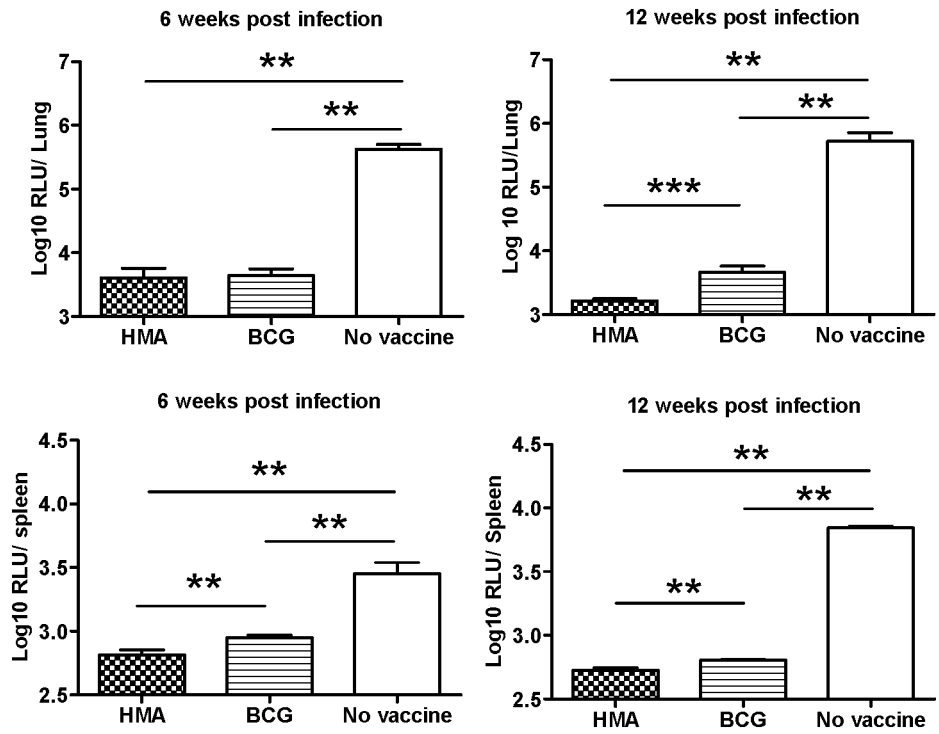 6 weeks post infection
Log10 RLU/ Lung
7
6
5
4
3
**
**
HMA BCG No vaccine
12 weeks post infection
Log 10 RLU/Lung
7
6
5
4
3
**
**
***
HMA BCG No vaccine
6 weeks post infection
Log10 RLU/ spleen
4.5
4.0
3.5
3.0
2.5
**
**
**
HMA BCG No vaccine
12 weeks post infection
Log10 RLU/ Spleen
4.5
4.0
3.5
3.0
2.5
**
**
**
HMA BCG No vaccine